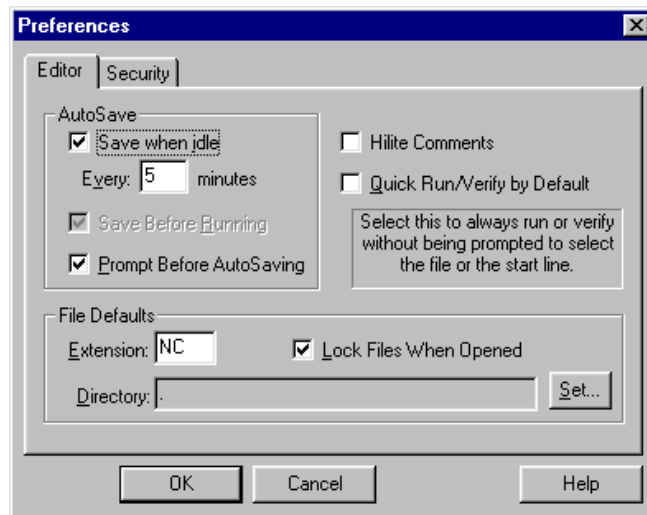 Preferences
Editor Security
AutoSave
Save when idle
Every: 5 minutes
Save Before Running
Prompt Before AutoSaving
Hilite Comments
Quick Run/Verify by Default
Select this to always run or verify
without being prompted to select
the file or the start line.
File Defaults
Extension: NC
Lock Files When Opened
Directory: .
Set...
OK Cancel Help